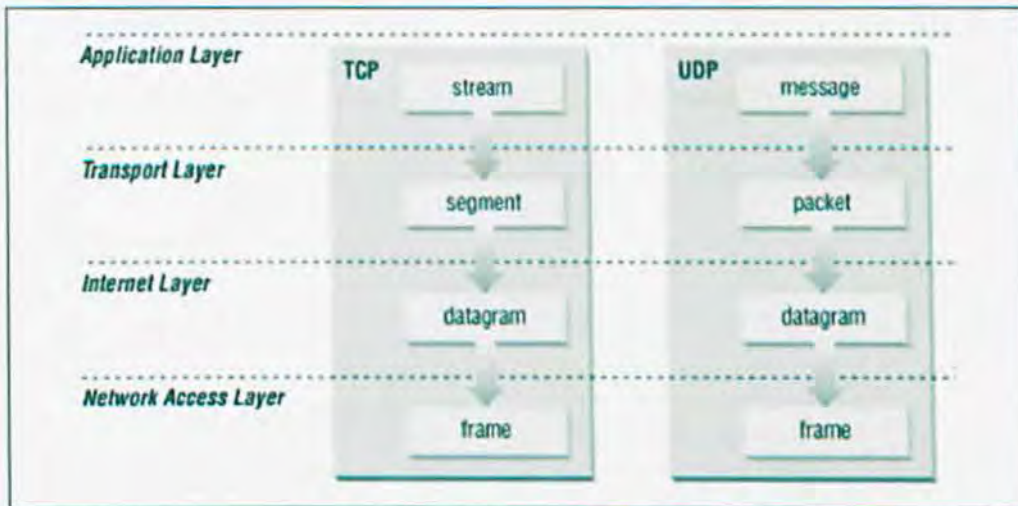 Application Layer
TCP
UDP
stream
message
Transport Layer
segment
packet
Internet Layer
datagram
datagram
Network Access Layer
frame
frame